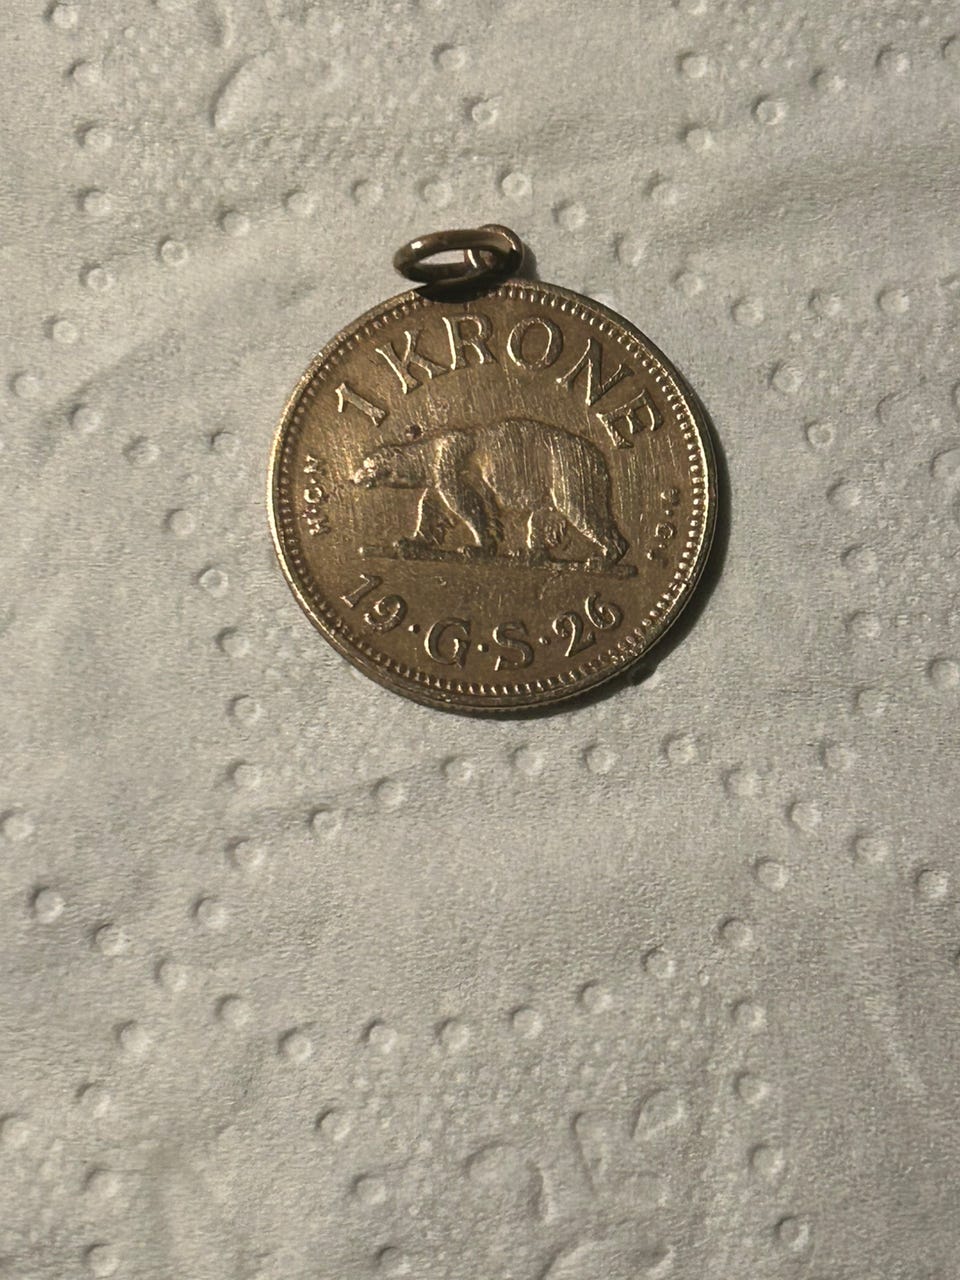 1 KRONE
H·C·N
G·J
19·G·S·26